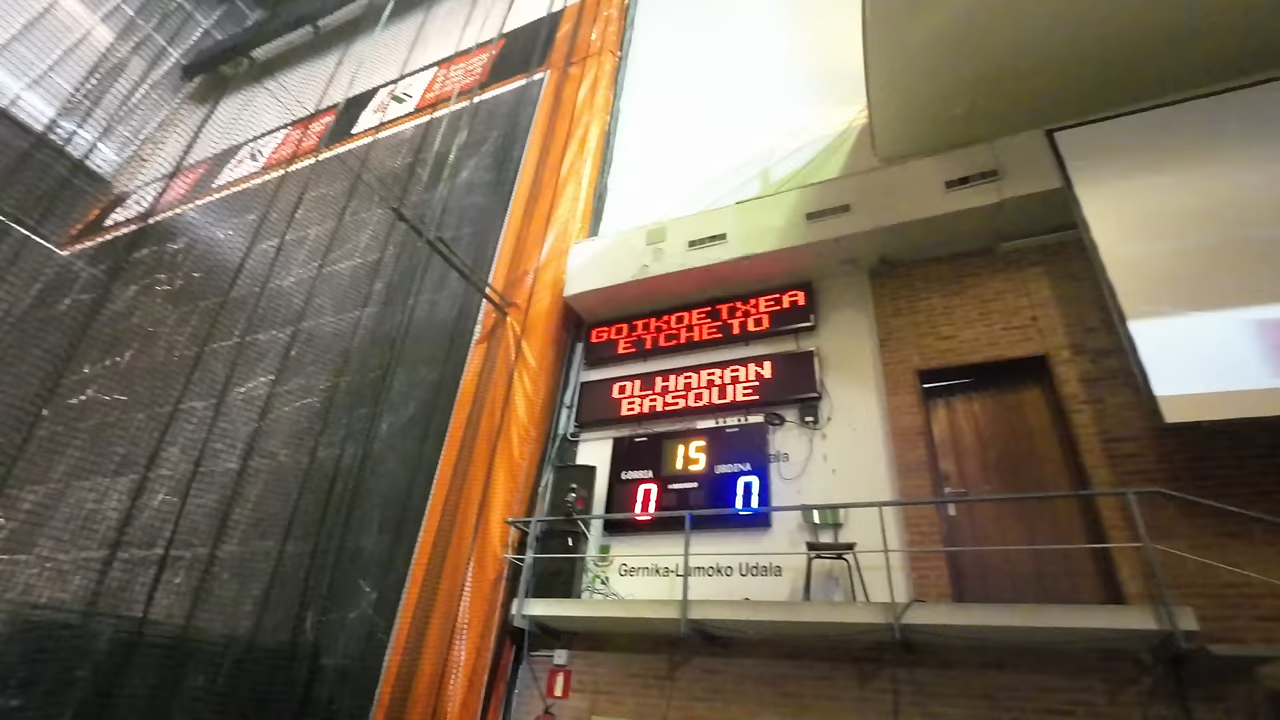 GOIKOETXEA
ETCHETO
OLHARAN
BASQUE
15
GORRIA
URDINA
0
0
Gernika-Lumoko Udala